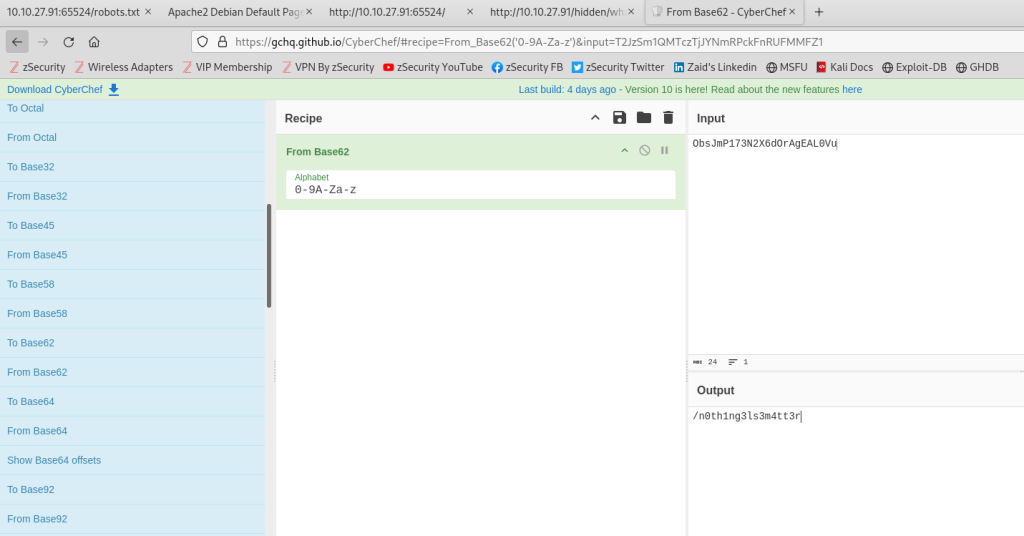 10.10.27.91:65524/robots.txt ×
Apache2 Debian Default Page ×
http://10.10.27.91:65524/ ×
http://10.10.27.91/hidden/wh ×
From Base62 - CyberChef × +
https://gchq.github.io/CyberChef/#recipe=From_Base62('0-9A-Za-z')&input=T2JzSm1QMTczTjJYNmRPckFnRUFMMFZ1
zSecurity Wireless Adapters VIP Membership VPN By zSecurity zSecurity YouTube zSecurity FB zSecurity Twitter Zaid's Linkedin MSFU Kali Docs Exploit-DB GHDB
Download CyberChef
Last build: 4 days ago - Version 10 is here! Read about the new features here
To Octal
From Octal
To Base32
From Base32
To Base45
From Base45
To Base58
From Base58
To Base62
From Base62
To Base64
From Base64
Show Base64 offsets
To Base92
From Base92
Recipe
From Base62
Alphabet
0-9A-Za-z
Input
ObsJmP173N2X6dOrAgEAL0Vu
24 1
Output
/n0th1ng3ls3m4tt3r